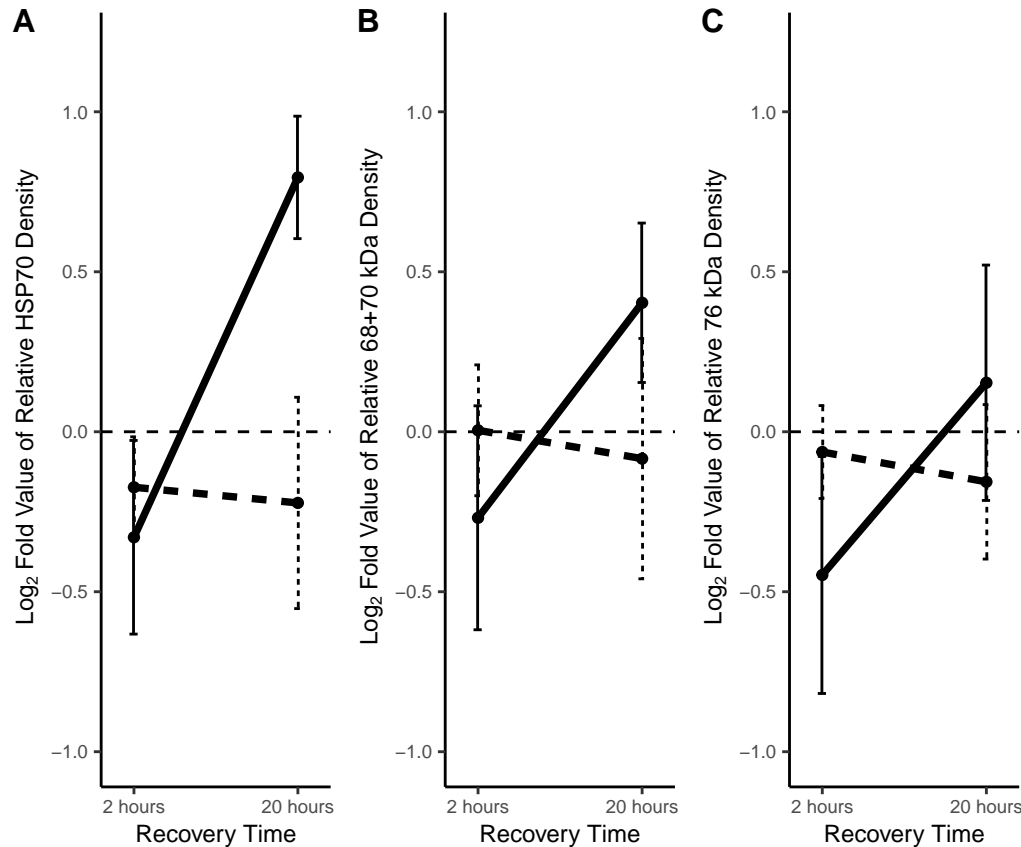 A
Log₂ Fold Value of Relative HSP70 Density
1.0
0.5
0.0
−0.5
−1.0
2 hours
20 hours
Recovery Time
B
Log₂ Fold Value of Relative 68+70 kDa Density
1.0
0.5
0.0
−0.5
−1.0
2 hours
20 hours
Recovery Time
C
Log₂ Fold Value of Relative 76 kDa Density
1.0
0.5
0.0
−0.5
−1.0
2 hours
20 hours
Recovery Time